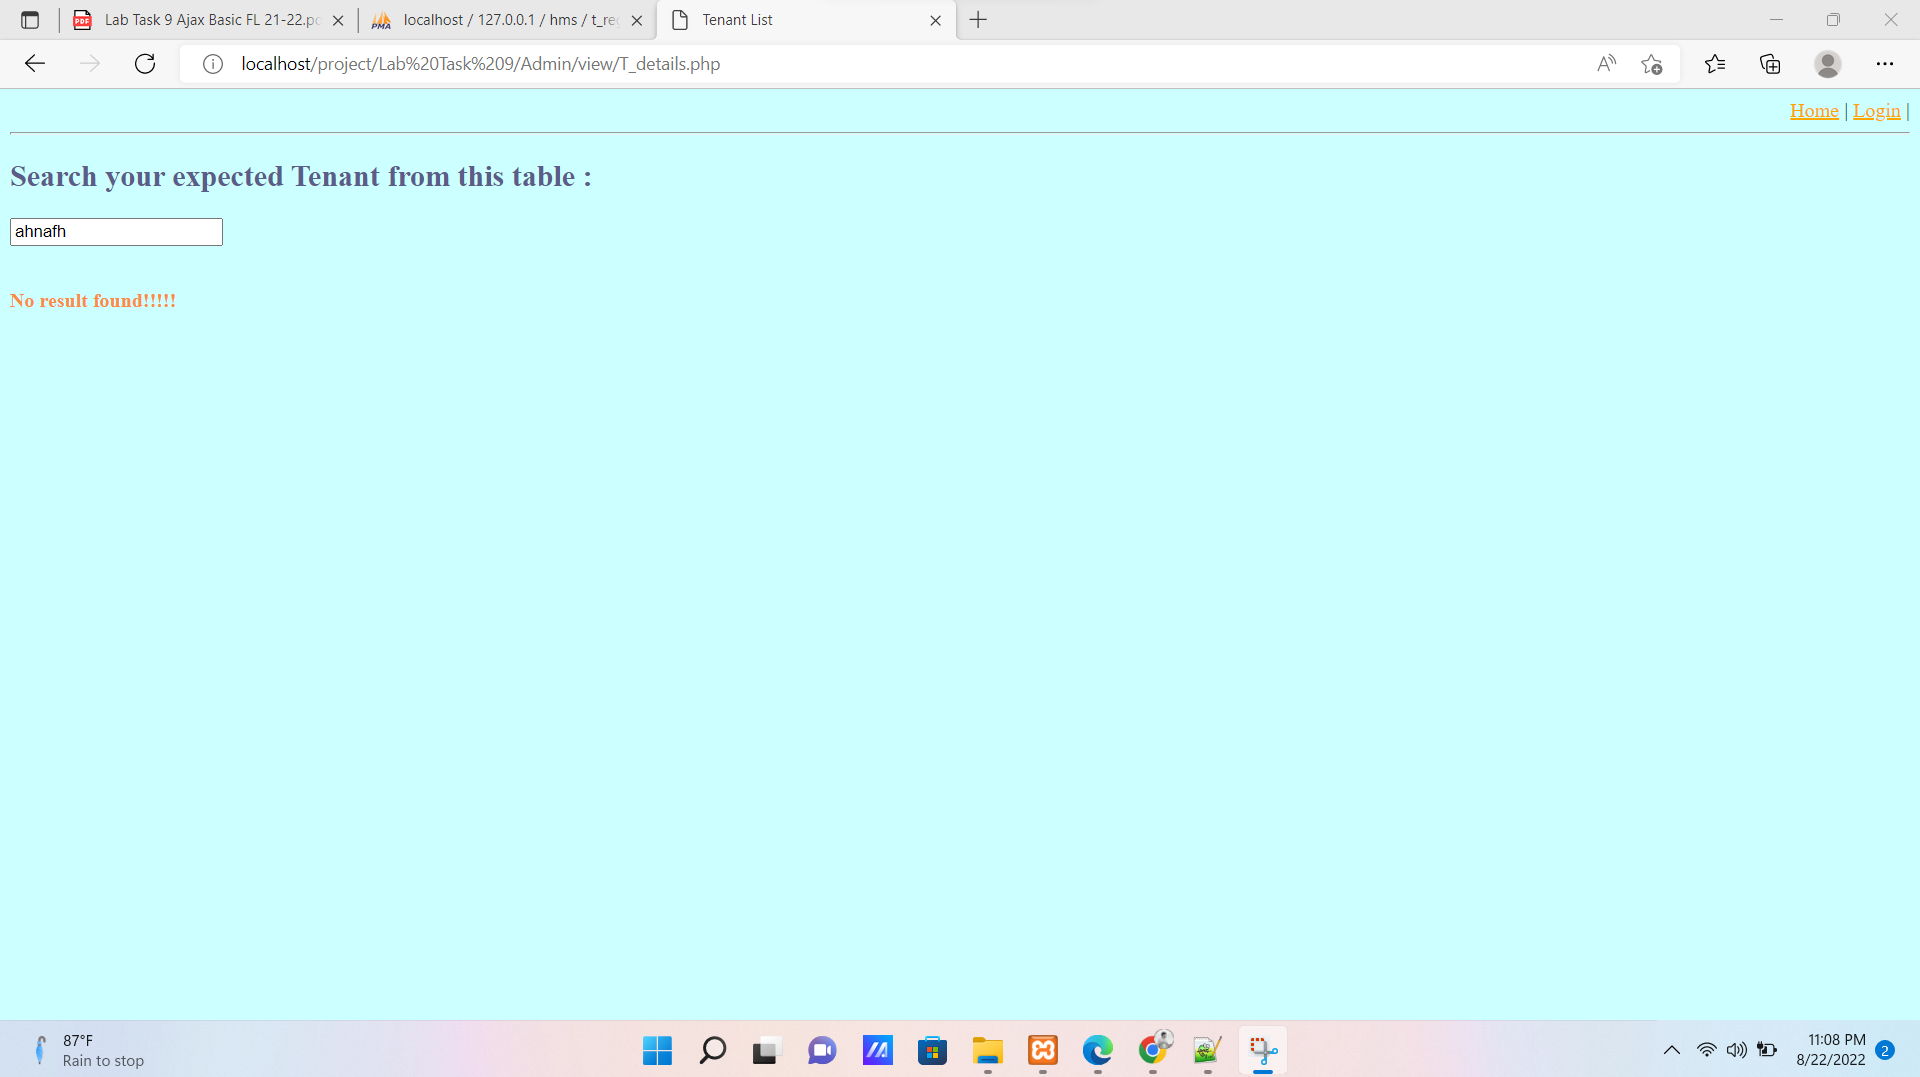 Lab Task 9 Ajax Basic FL 21-22.pd
localhost / 127.0.0.1 / hms / t_reg
Tenant List
localhost/project/Lab%20Task%209/Admin/view/T_details.php
Home | Login |
Search your expected Tenant from this table :
ahnafh
No result found!!!!!
87°F
Rain to stop
11:08 PM
8/22/2022
2